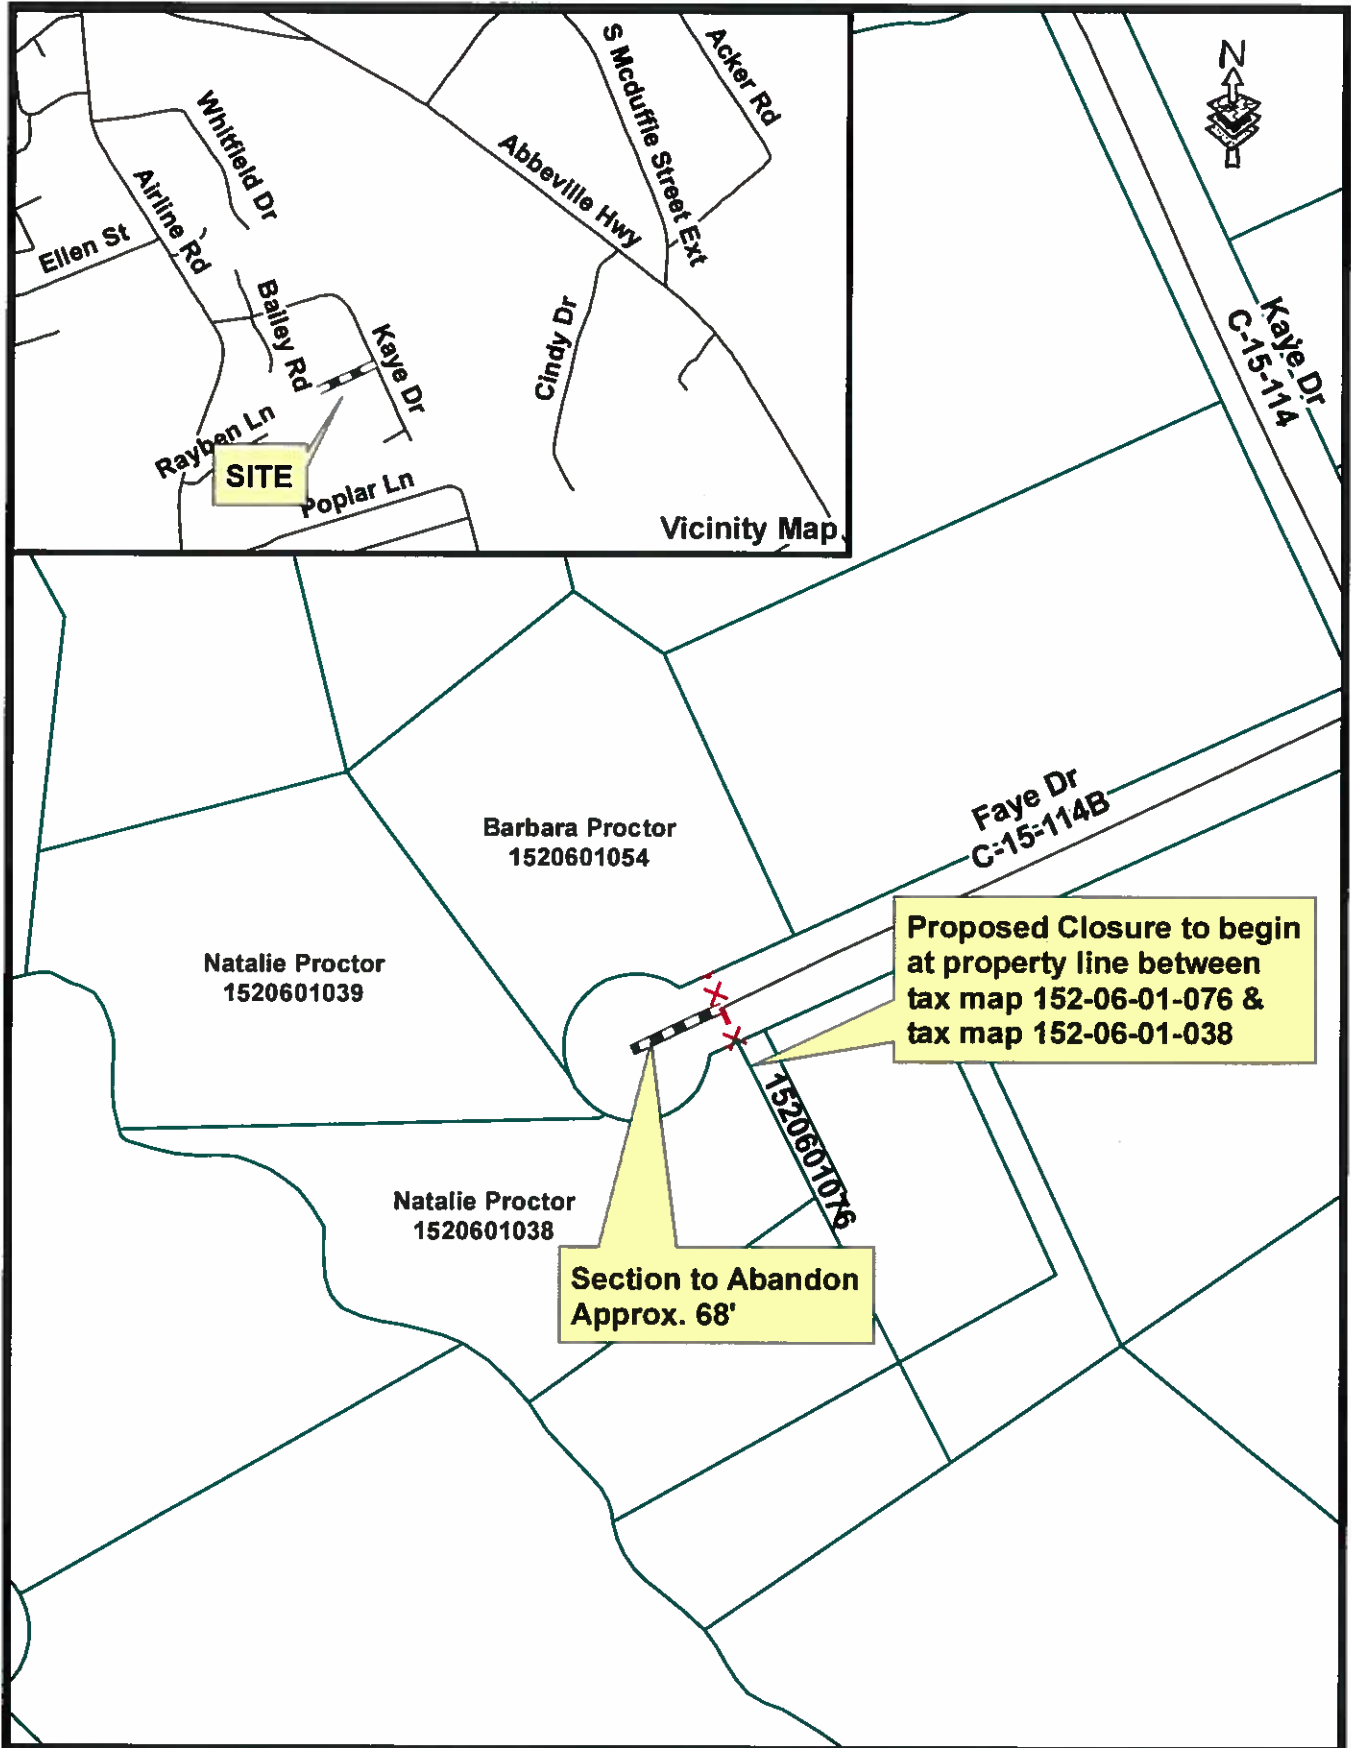 S Mcduffie Street Ext
Acker Rd
N
Whitfield Dr
Abbeville Hwy
Airline Rd
Ellen St
Bailey Rd
Kaye Dr
Cindy Dr
Rayben Ln
SITE
Poplar Ln
Vicinity Map
Kaye Dr
C-15-114
Faye Dr
C-15-114B
Barbara Proctor
1520601054
Proposed Closure to begin
at property line between
tax map 152-06-01-076 &
tax map 152-06-01-038
Natalie Proctor
1520601039
1520601076
Natalie Proctor
1520601038
Section to Abandon
Approx. 68'